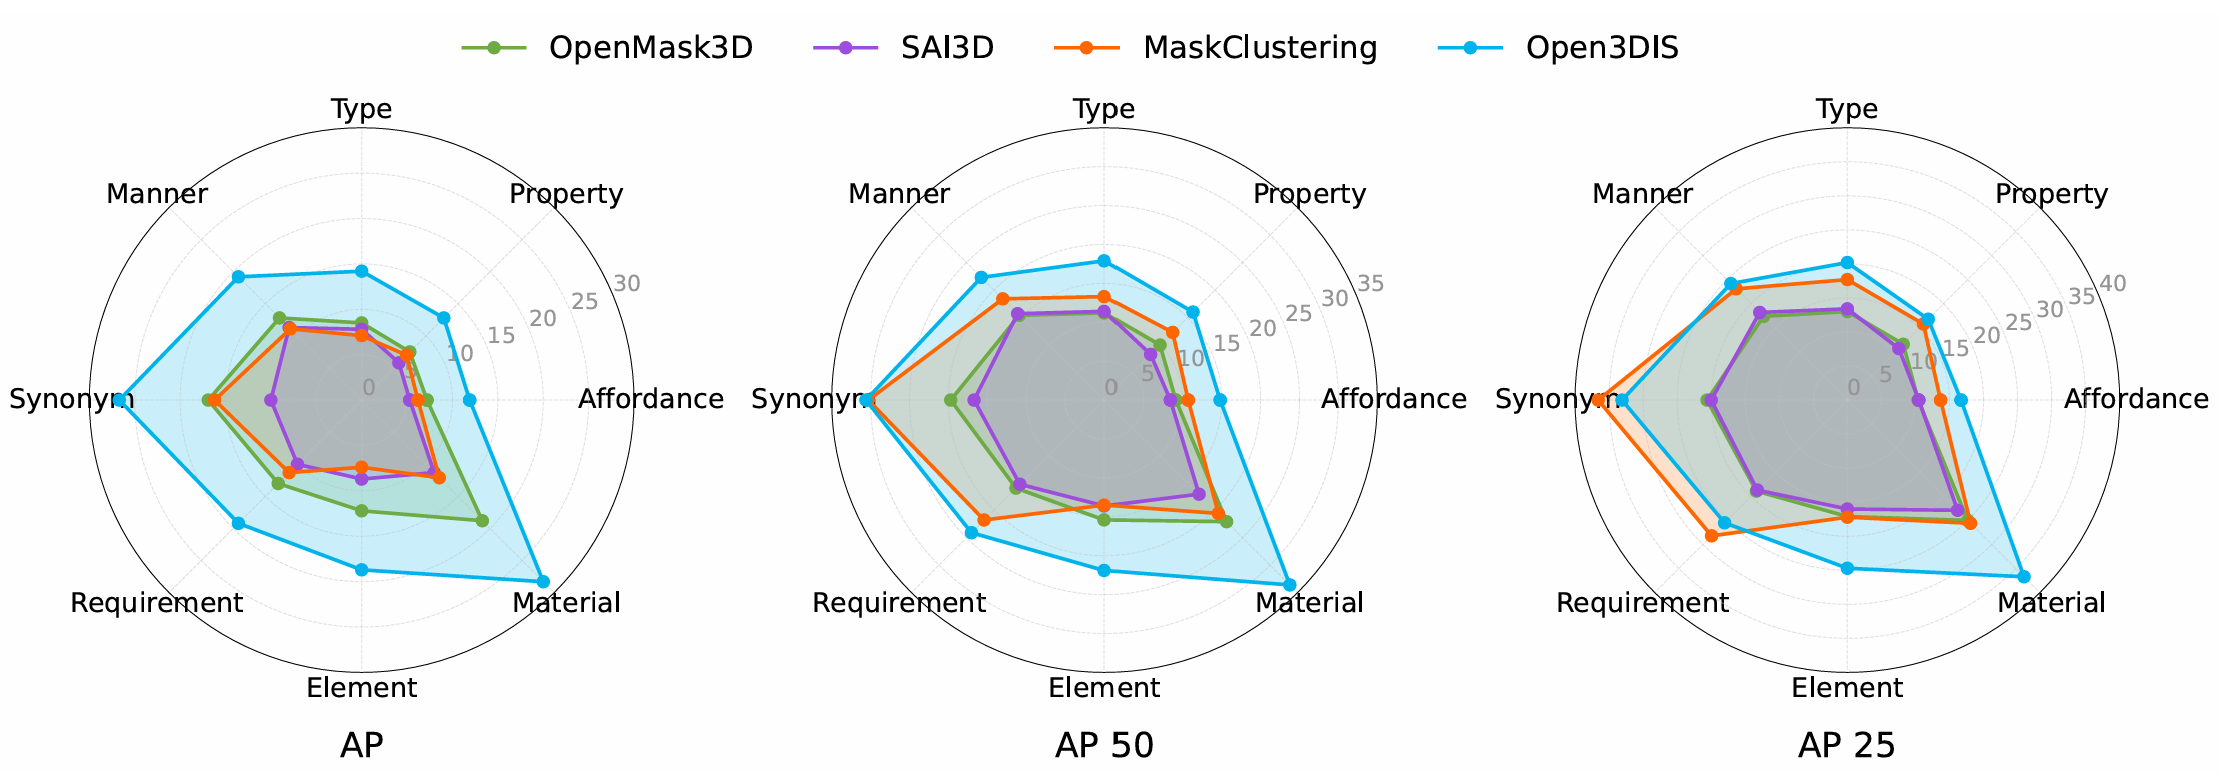 OpenMask3D SAI3D MaskClustering Open3DIS
Type Type Type
Manner Property Manner Property Manner Property
30 35 40
25 30 35
20 25 30
15 20 25
10 15 20
5 10 15
0 5 10
0 5
0
Synonym Affordance Synonym Affordance Synonym Affordance
Requirement Material Requirement Material Requirement Material
Element Element Element
AP AP 50 AP 25